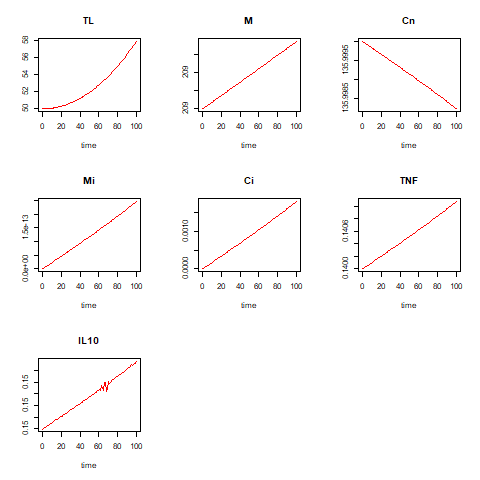 TL
M
Cn
50 52 54 56 58
209 209
135.9985 135.9995
0 20 40 60 80 100
0 20 40 60 80 100
0 20 40 60 80 100
time
time
time
Mi
Ci
TNF
0.0e+00 1.5e-13
0.0000 0.0010
0.1400 0.1406
0 20 40 60 80 100
0 20 40 60 80 100
0 20 40 60 80 100
time
time
time
IL10
0.15 0.15 0.15
0 20 40 60 80 100
time